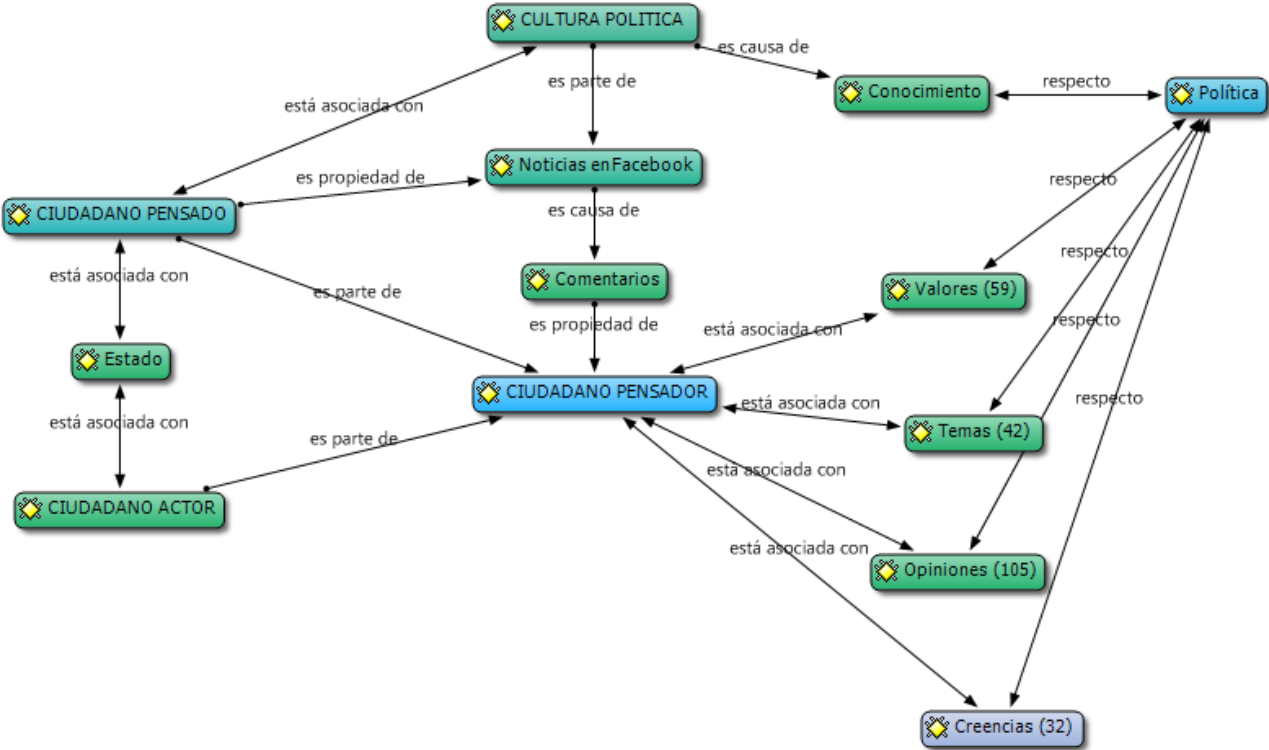 CULTURA POLITICA
es causa de
es parte de
Conocimiento
respecto
Política
está asociada con
Noticias enFacebook
es propiedad de
respecto
CIUDADANO PENSADO
es causa de
respecto
está asociada con
Comentarios
Valores (59)
es parte de
es propiedad de
está asociada con
respecto
Estado
CIUDADANO PENSADOR
respecto
está asociada con
está asociada con
Temas (42)
es parte de
está asociada con
CIUDADANO ACTOR
está asociada con
Opiniones (105)
Creencias (32)